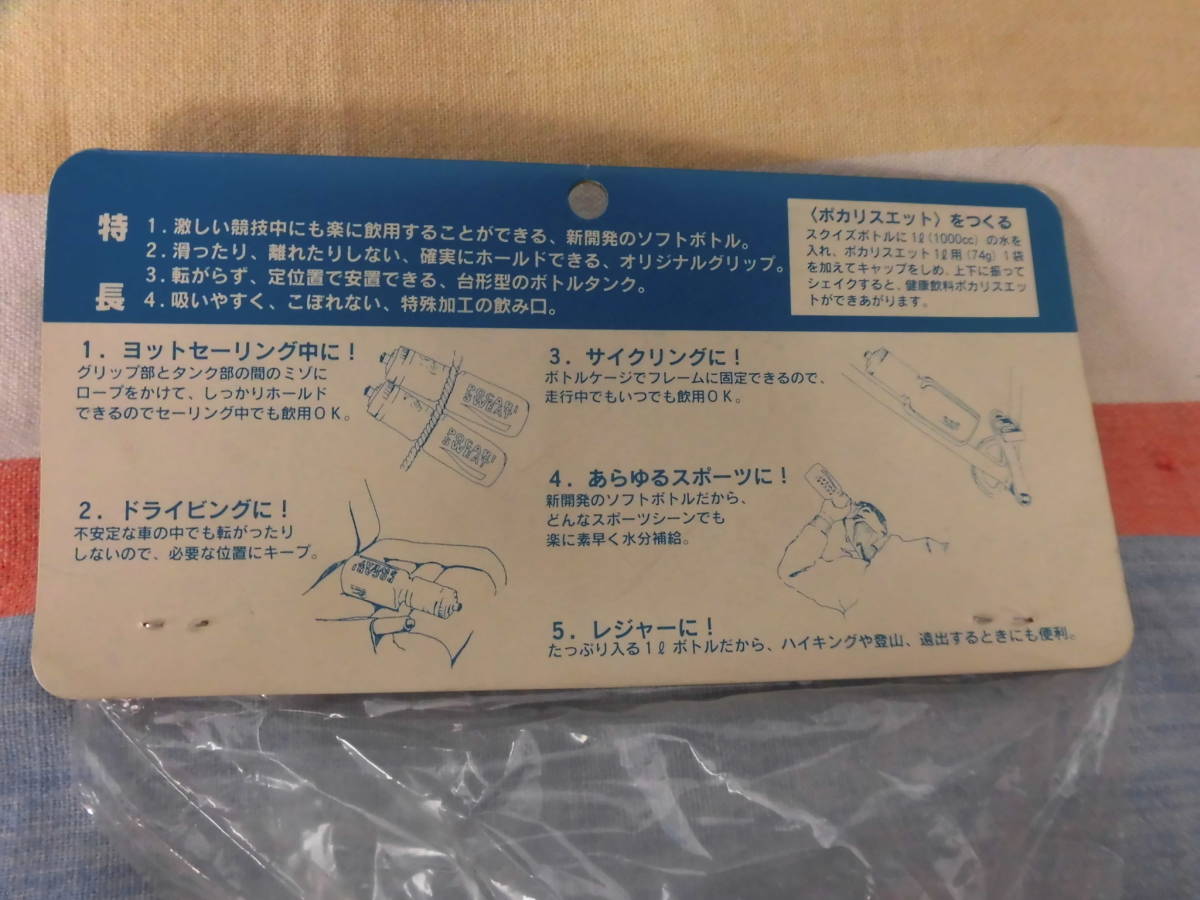 特長
1. 激しい競技中にも楽に飲用することができる、新開発のソフトボトル。
2. 滑ったり、離れたりしない、確実にホールドできる、オリジナルグリップ。
3. 転がらず、定位置で安置できる、台形型のボトルタンク。
4. 吸いやすく、こぼれない、特殊加工の飲み口。
〈ポカリスエット〉をつくる
スクイズボトルに1ℓ(1000cc)の水を
入れ、ポカリスエット1ℓ用(74g)1袋
を加えてキャップをしめ、上下に振って
シェイクすると、健康飲料ポカリスエッ
トができあがります。
1. ヨットセーリング中に!
グリップ部とタンク部の間のミゾに
ロープをかけて、しっかりホールド
できるのでセーリング中でも飲用OK。
POCARI
SWEAT
POCARI
SWEAT
2. ドライビングに!
不安定な車の中でも転がったり
しないので、必要な位置にキープ。
POCARI
SWEAT
3. サイクリングに!
ボトルケージでフレームに固定できるので、
走行中でもいつでも飲用OK。
4. あらゆるスポーツに!
新開発のソフトボトルだから、
どんなスポーツシーンでも
楽に素早く水分補給。
5. レジャーに!
たっぷり入る1ℓボトルだから、ハイキングや登山、遠出するときにも便利。